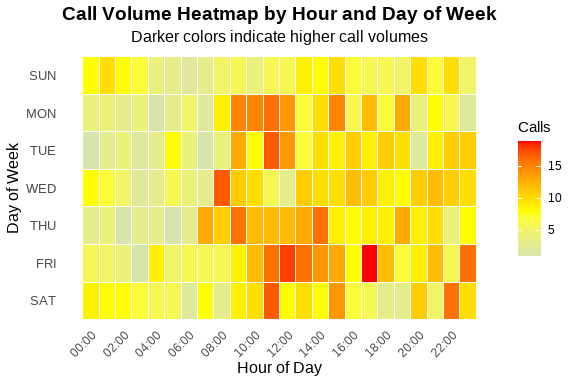 Call Volume Heatmap by Hour and Day of Week
Darker colors indicate higher call volumes
Day of Week
SUN
MON
TUE
WED
THU
FRI
SAT
00:00
02:00
04:00
06:00
08:00
10:00
12:00
14:00
16:00
18:00
20:00
22:00
Hour of Day
Calls
15
10
5